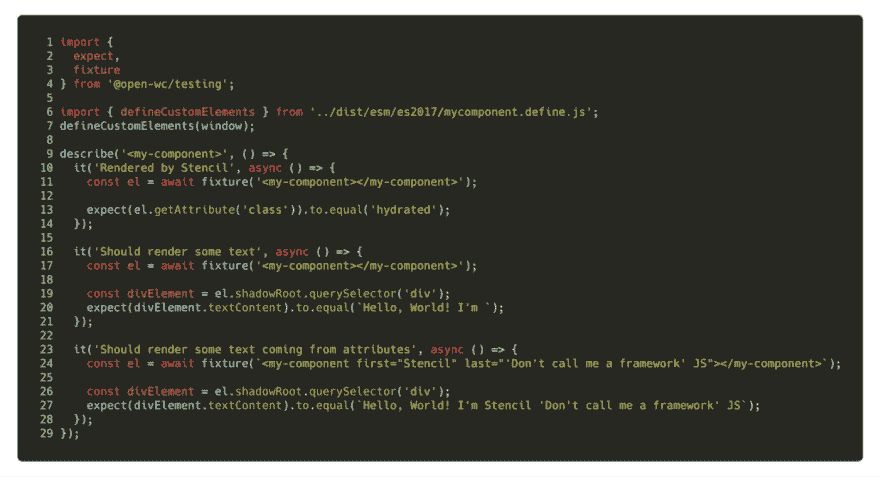 1 import {
2   expect,
3   fixture
4 } from '@open-wc/testing';
5
6 import { defineCustomElements } from '../dist/esm/es2017/mycomponent.define.js';
7 defineCustomElements(window);
8
9 describe('<my-component>', () => {
10   it('Rendered by Stencil', async () => {
11     const el = await fixture('<my-component></my-component>');
12
13     expect(el.getAttribute('class')).to.equal('hydrated');
14   });
15
16   it('Should render some text', async () => {
17     const el = await fixture('<my-component></my-component>');
18
19     const divElement = el.shadowRoot.querySelector('div');
20     expect(divElement.textContent).to.equal(`Hello, World! I'm `);
21   });
22
23   it('Should render some text coming from attributes', async () => {
24     const el = await fixture(`<my-component first="Stencil" last="'Don't call me a framework' JS"></my-component>`);
25
26     const divElement = el.shadowRoot.querySelector('div');
27     expect(divElement.textContent).to.equal(`Hello, World! I'm Stencil 'Don't call me a framework' JS`);
28   });
29 });